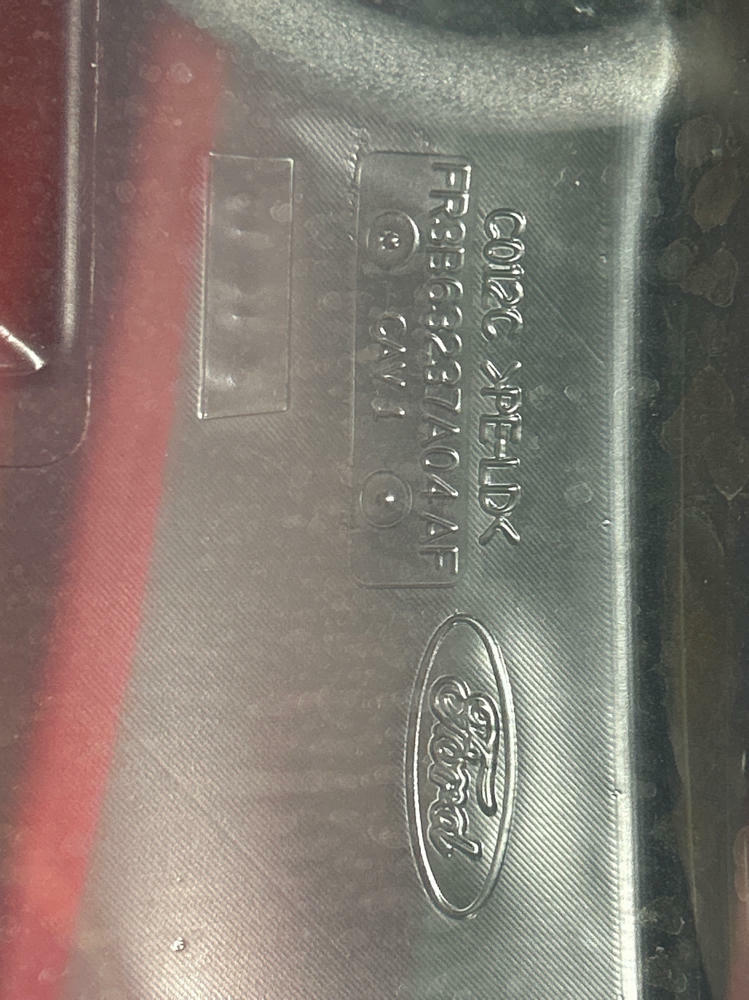 C012C >PE-LD<
FR3B63237A04 AF
CAV 1
Ford